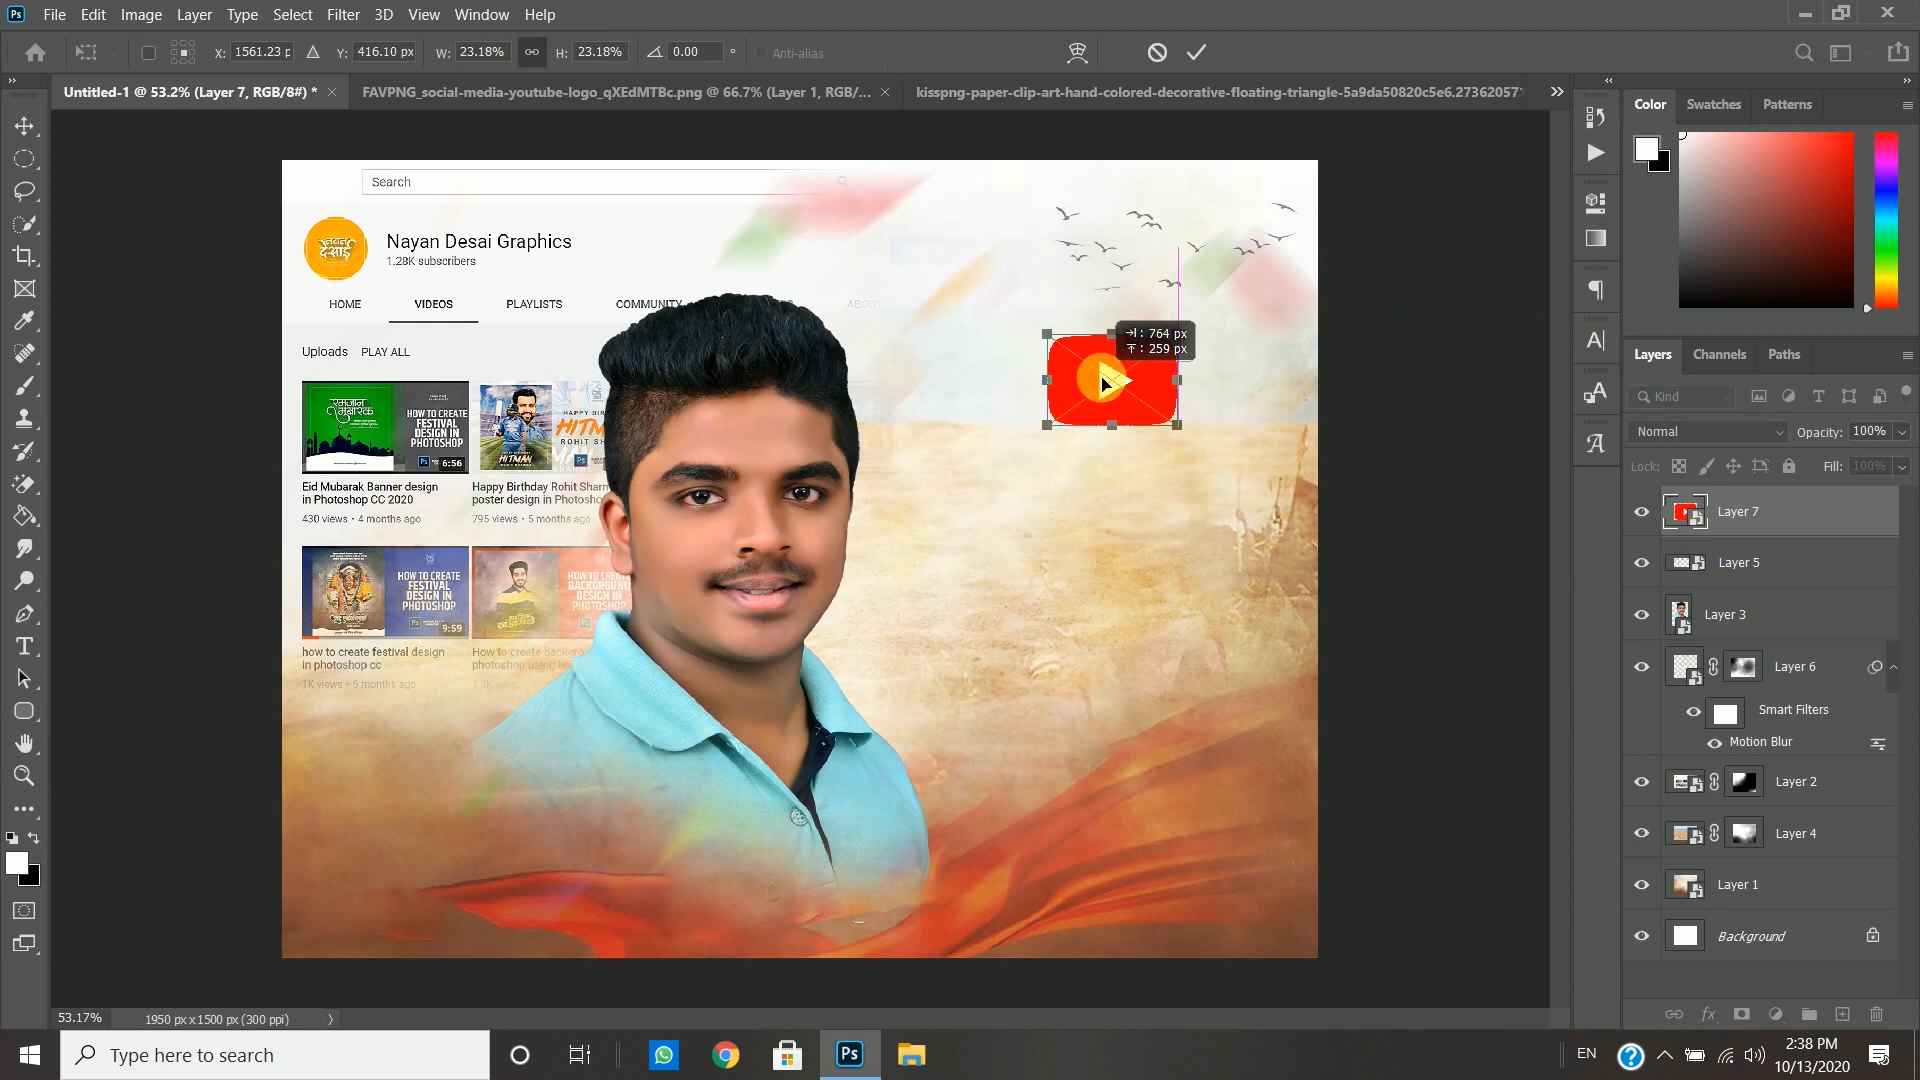 File Edit Image Layer Type Select Filter 3D View Window Help
X: 1561.23 p Y: 416.10 px W: 23.18% H: 23.18% 0.00 ° Anti-alias
Untitled-1 @ 53.2% (Layer 7, RGB/8#) * FAVPNG_social-media-youtube-logo_qXEdMTBc.png @ 66.7% (Layer 1, RGB/... kisspng-paper-clip-art-hand-colored-decorative-floating-triangle-5a9da50820c5e6.2736205715
Color Swatches Patterns
Search
नयन
देसाई
Nayan Desai Graphics
1.28K subscribers
HOME VIDEOS PLAYLISTS COMMUNITY ABOUT
Uploads PLAY ALL
: 764 px
: 259 px
रमजान
मुबारक
HOW TO CREATE
FESTIVAL
DESIGN IN
PHOTOSHOP
Ps 6:56
HAPPY BIR
HITM
ROHIT SH
HITMAN
Ps
Eid Mubarak Banner design
in Photoshop CC 2020
430 views • 4 months ago
Happy Birthday Rohit Sharm
poster design in Photosho
795 views • 5 months ago
HOW TO CREATE
FESTIVAL
DESIGN IN
PHOTOSHOP
9:59
HOW TO CREATE
BACKGROUND
DESIGN IN
PHOTOSHOP
how to create festival design
in photoshop cc
1K views • 6 months ago
How to create backgro
photoshop using
Layers Channels Paths
Kind
Normal Opacity: 100%
Lock: Fill: 100%
Layer 7
Layer 5
Layer 3
Layer 6
Smart Filters
Motion Blur
Layer 2
Layer 4
Layer 1
Background
fx
53.17% 1950 px x 1500 px (300 ppi)
Type here to search
Ps
EN
2:38 PM
10/13/2020